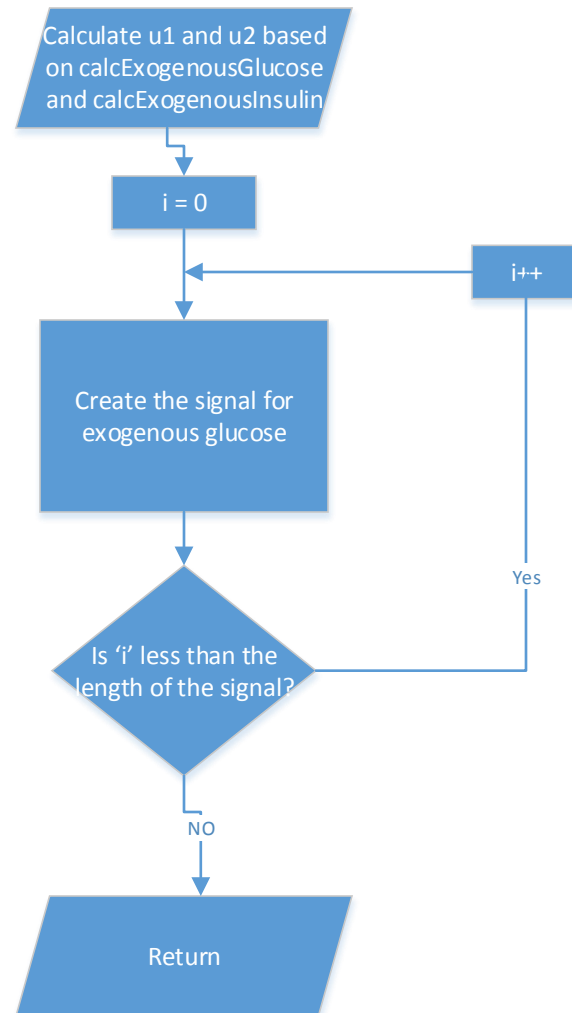 Calculate u1 and u2 based
on calcExogenousGlucose
and calcExogenousInsulin
i = 0
i++
Create the signal for
exogenous glucose
Yes
Is ‘i’ less than the
length of the signal?
NO
Return